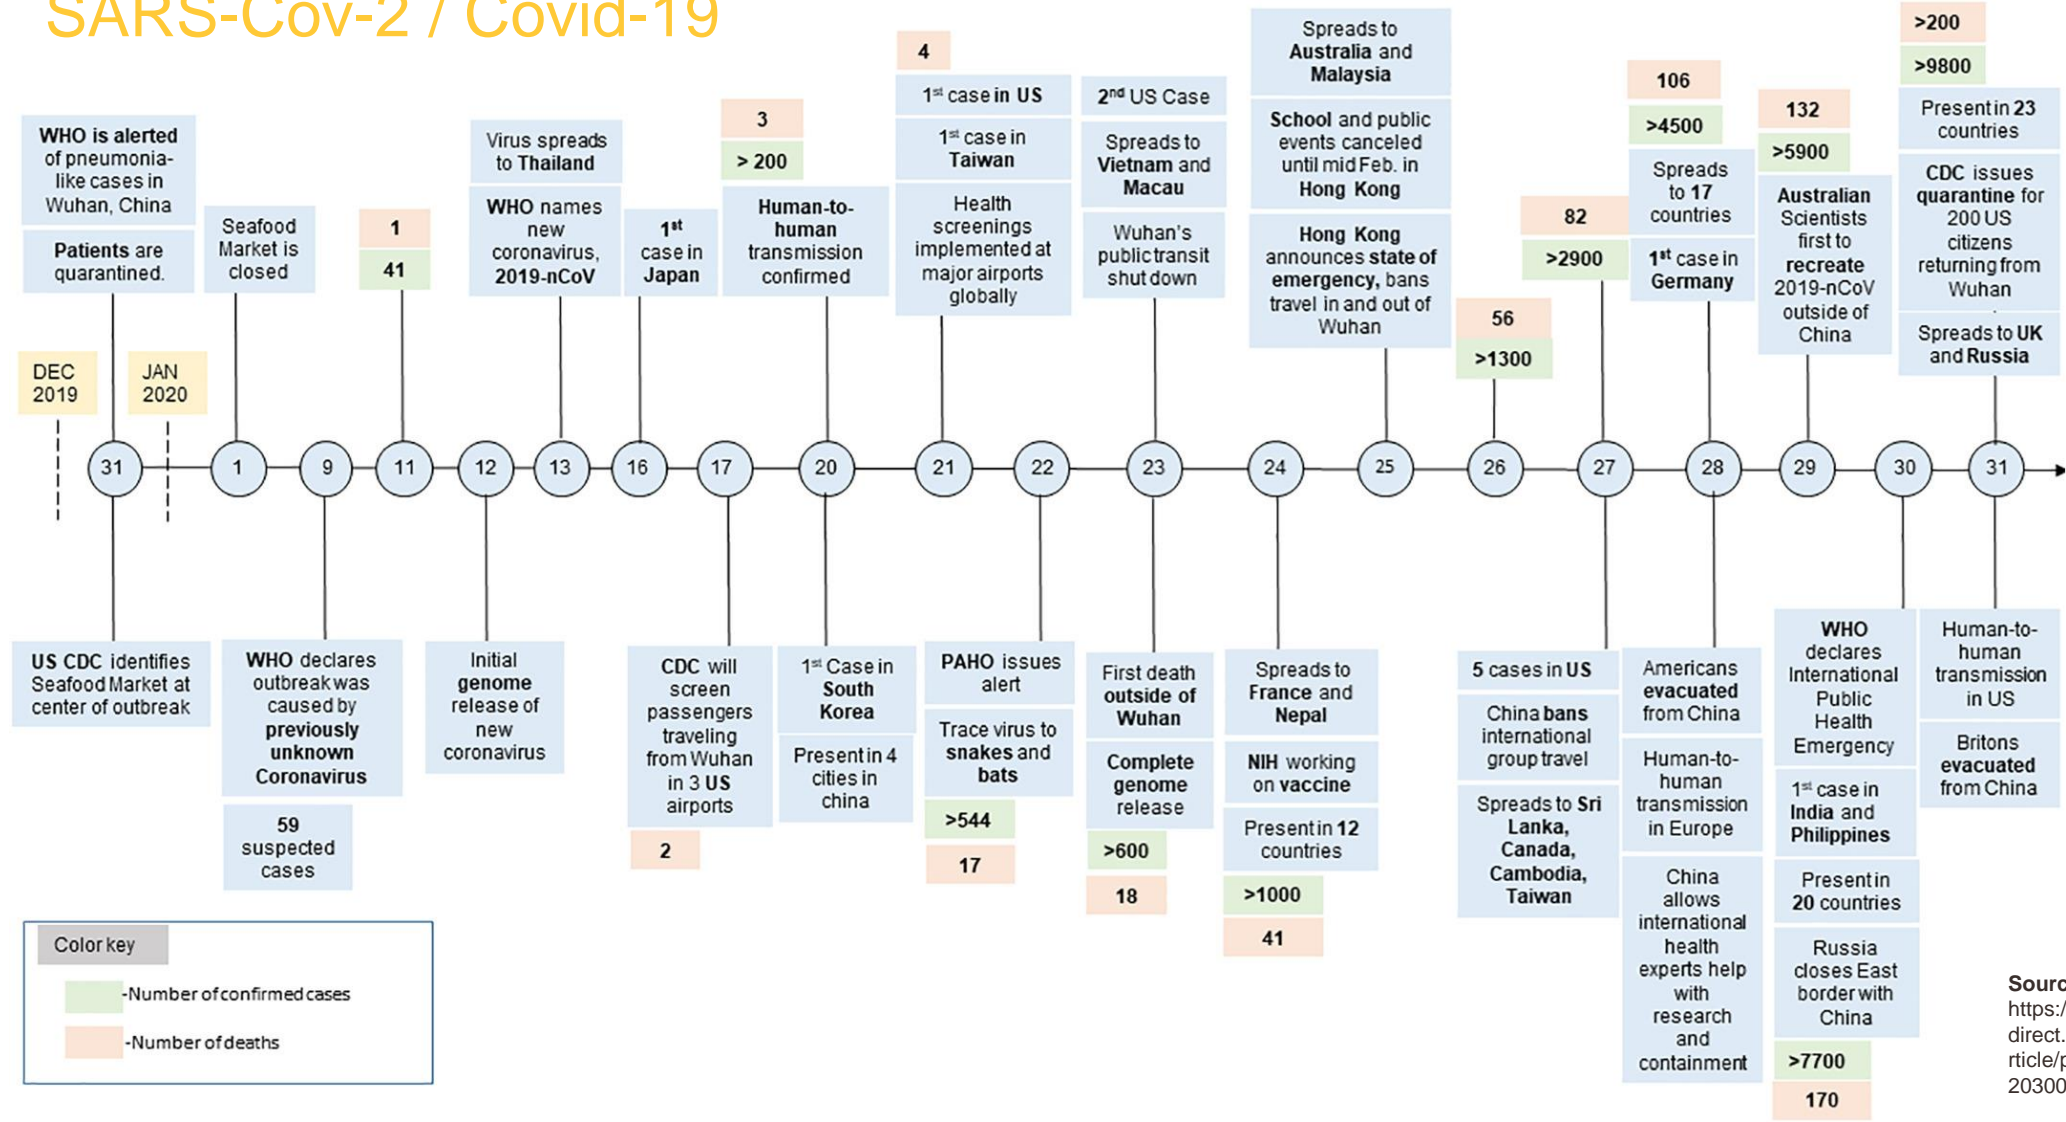 SARS-Cov-2 / Covid-19
WHO is alerted
of pneumonia-
like cases in
Wuhan, China
Patients are
quarantined.
Seafood
Market is
closed
1
41
Virus spreads
to Thailand
WHO names
new
coronavirus,
2019-nCoV
1st
case in
Japan
3
> 200
Human-to-
human
transmission
confirmed
4
1st case in US
1st case in
Taiwan
Health
screenings
implemented at
major airports
globally
2nd US Case
Spreads to
Vietnam and
Macau
Wuhan's
public transit
shut down
Spreads to
Australia and
Malaysia
School and public
events canceled
until mid Feb. in
Hong Kong
Hong Kong
announces state of
emergency, bans
travel in and out of
Wuhan
56
>1300
82
>2900
106
>4500
Spreads
to 17
countries
1st case in
Germany
132
>5900
Australian
Scientists
first to
recreate
2019-nCoV
outside of
China
>200
>9800
Present in 23
countries
CDC issues
quarantine for
200 US
citizens
returning from
Wuhan
Spreads to UK
and Russia
DEC
2019
JAN
2020
31
1
9
11
12
13
16
17
20
21
22
23
24
25
26
27
28
29
30
31
US CDC identifies
Seafood Market at
center of outbreak
WHO declares
outbreak was
caused by
previously
unknown
Coronavirus
59
suspected
cases
Initial
genome
release of
new
coronavirus
CDC will
screen
passengers
traveling
from Wuhan
in 3 US
airports
2
1st Case in
South
Korea
Present in 4
cities in
china
PAHO issues
alert
Trace virus to
snakes and
bats
>544
17
First death
outside of
Wuhan
Complete
genome
release
>600
18
Spreads to
France and
Nepal
NIH working
on vaccine
Present in 12
countries
>1000
41
5 cases in US
China bans
international
group travel
Spreads to Sri
Lanka,
Canada,
Cambodia,
Taiwan
Americans
evacuated
from China
Human-to-
human
transmission
in Europe
China
allows
international
health
experts help
with
research
and
containment
WHO
declares
International
Public
Health
Emergency
1st case in
India and
Philippines
Present in
20 countries
Russia
closes East
border with
China
>7700
170
Human-to-
human
transmission
in US
Britons
evacuated
from China
Color key
-Number of confirmed cases
-Number of deaths
Sourc
https:/
direct.
rticle/p
20300